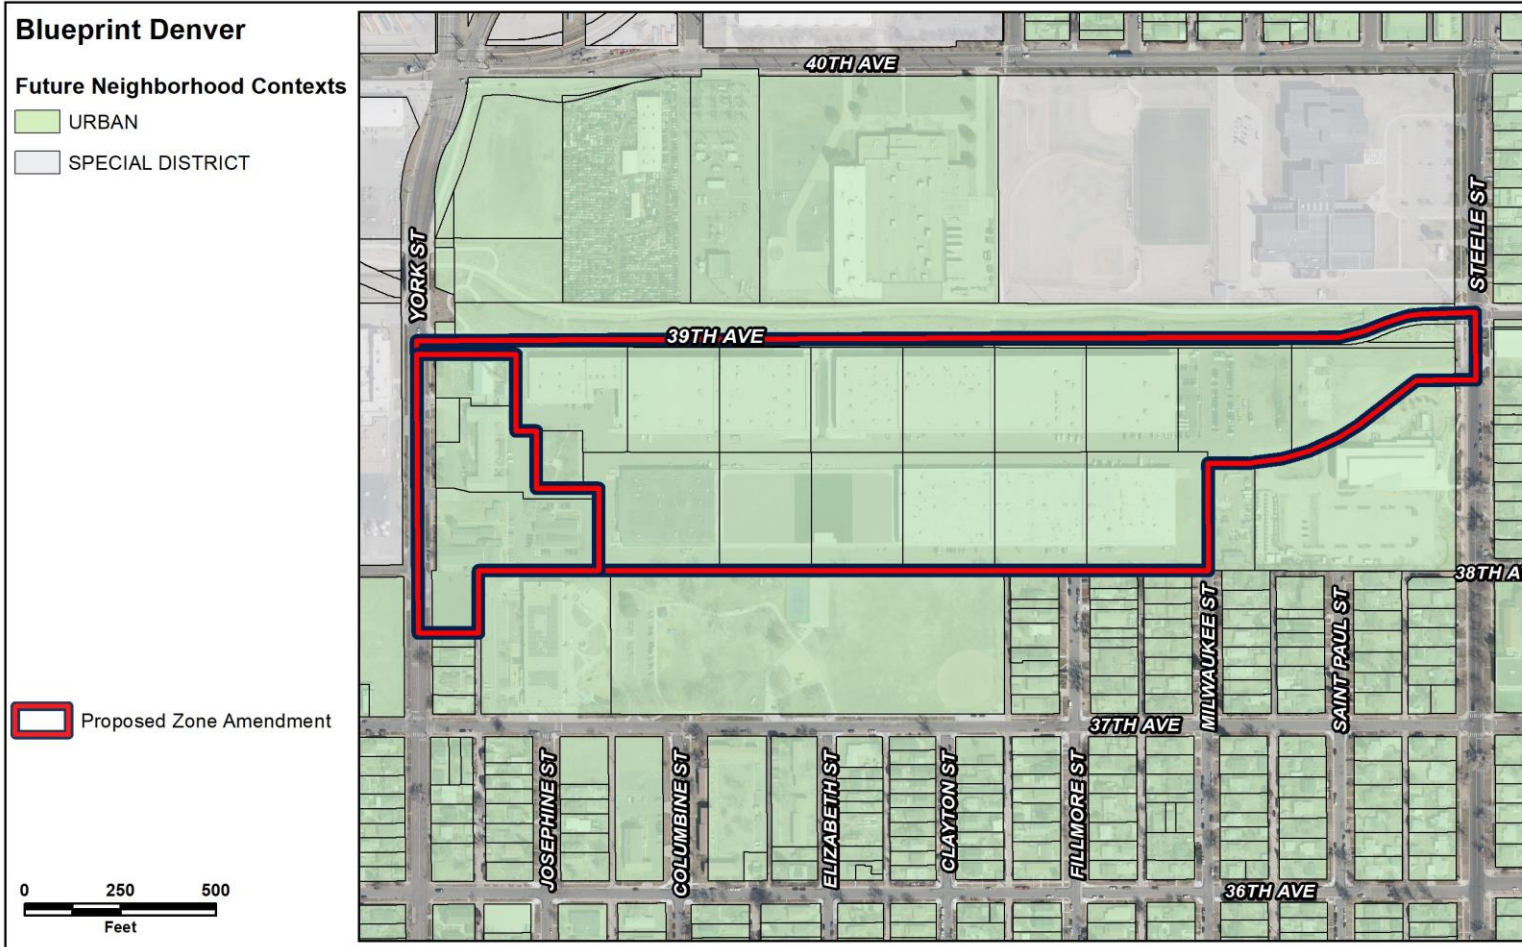 Blueprint Denver
Future Neighborhood Contexts
URBAN
SPECIAL DISTRICT
Proposed Zone Amendment
0 250 500
Feet
40TH AVE
YORK ST
STEELE ST
39TH AVE
38TH A
MILWAUKEE ST
SAINT PAUL ST
37TH AVE
JOSEPHINE ST
COLUMBINE ST
ELIZABETH ST
CLAYTON ST
FILLMORE ST
36TH AVE